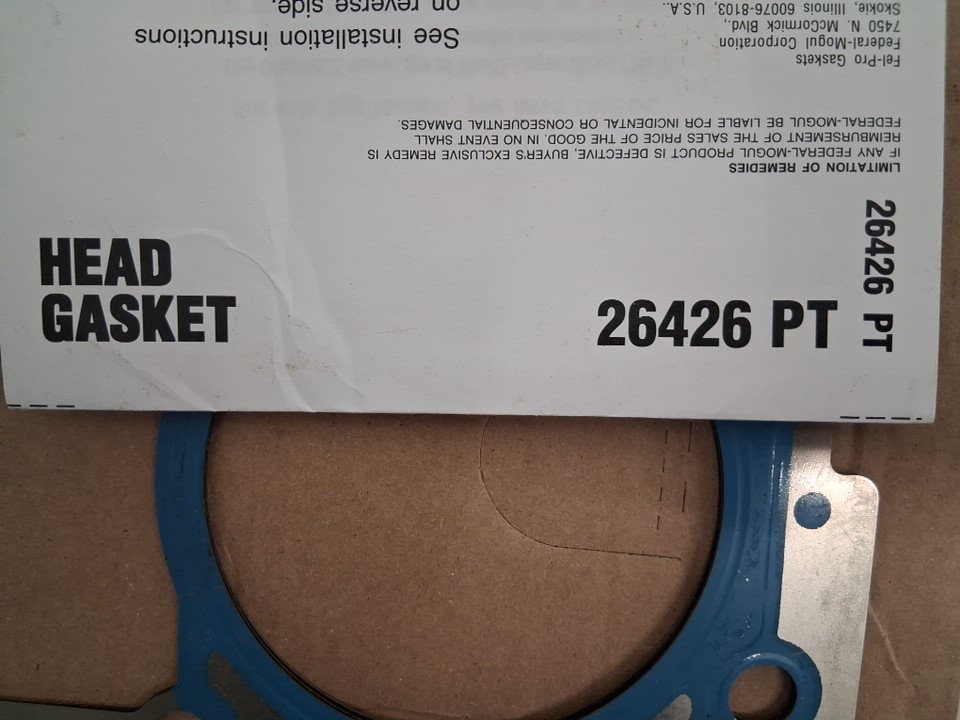 HEAD
GASKET
26426 PT
26426 PT
LIMITATION OF REMEDIES
IF ANY FEDERAL-MOGUL PRODUCT IS DEFECTIVE, BUYER'S EXCLUSIVE REMEDY IS
REIMBURSEMENT OF THE SALES PRICE OF THE GOOD. IN NO EVENT SHALL
FEDERAL-MOGUL BE LIABLE FOR INCIDENTAL OR CONSEQUENTIAL DAMAGES.
Fel-Pro Gaskets
Federal-Mogul Corporation
7450 N. McCormick Blvd.,
Skokie, Illinois, 60076-8103, U.S.A..
See installation instructions
on reverse side.